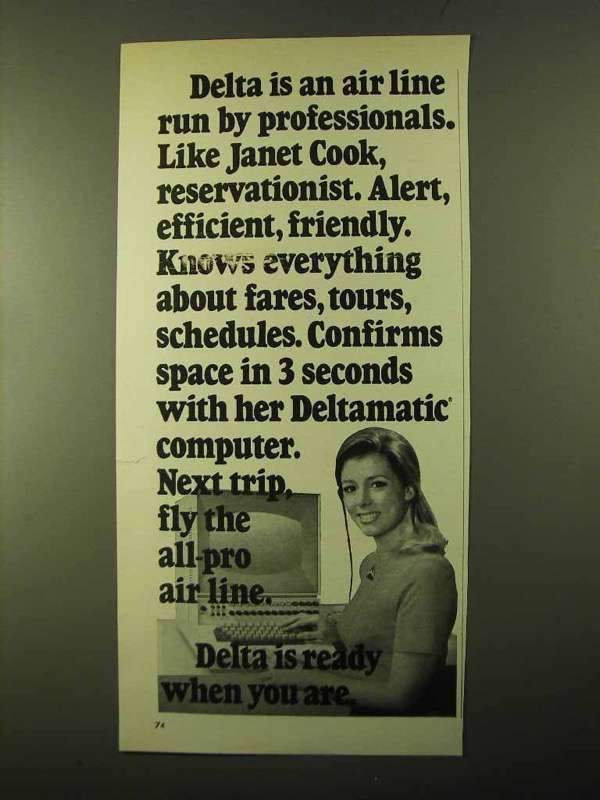 Delta is an air line
run by professionals.
Like Janet Cook,
reservationist. Alert,
efficient, friendly.
Knows everything
about fares, tours,
schedules. Confirms
space in 3 seconds
with her Deltamatic®
computer.
Next trip,
fly the
all-pro
air line.
Delta is ready
when you are.
74